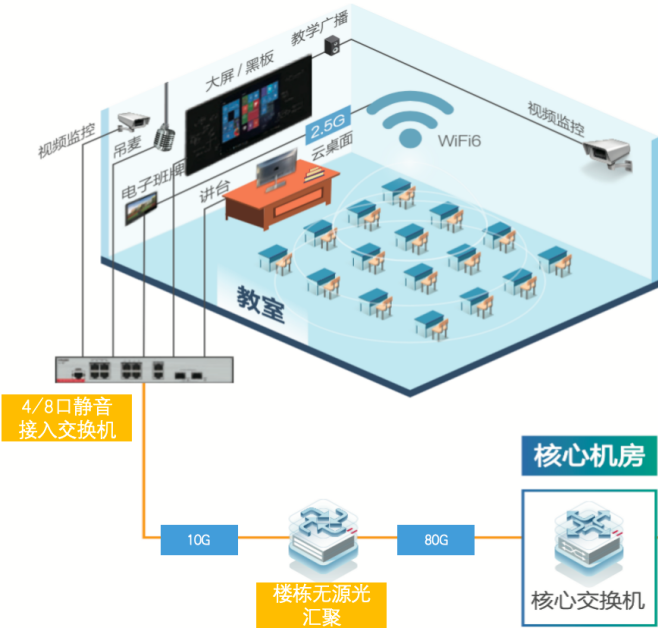 教学广播
大屏/黑板
视频监控
吊麦
2.5G
WiFi6
视频监控
云桌面
电子班牌
讲台
教室
4/8口静音
接入交换机
核心机房
10G
80G
楼栋无源光
汇聚
核心交换机